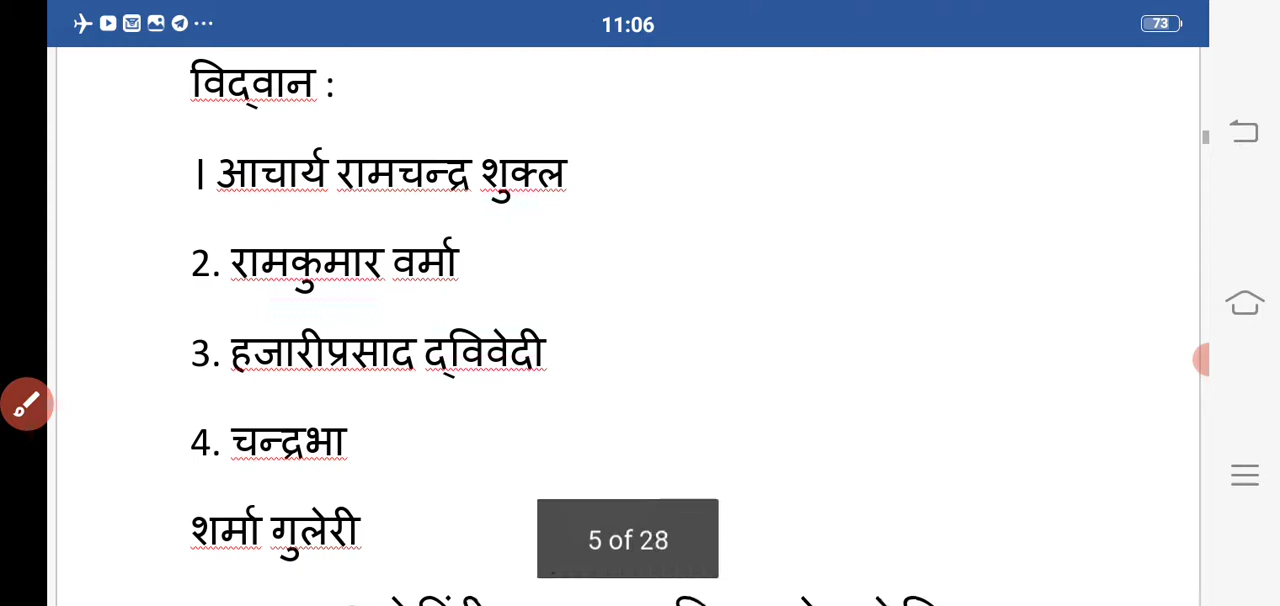 11:06
73
विद्वान :
। आचार्य रामचन्द्र शुक्ल
2. रामकुमार वर्मा
3. हजारीप्रसाद द्विवेदी
4. चन्द्रभा
शर्मा गुलेरी
5 of 28